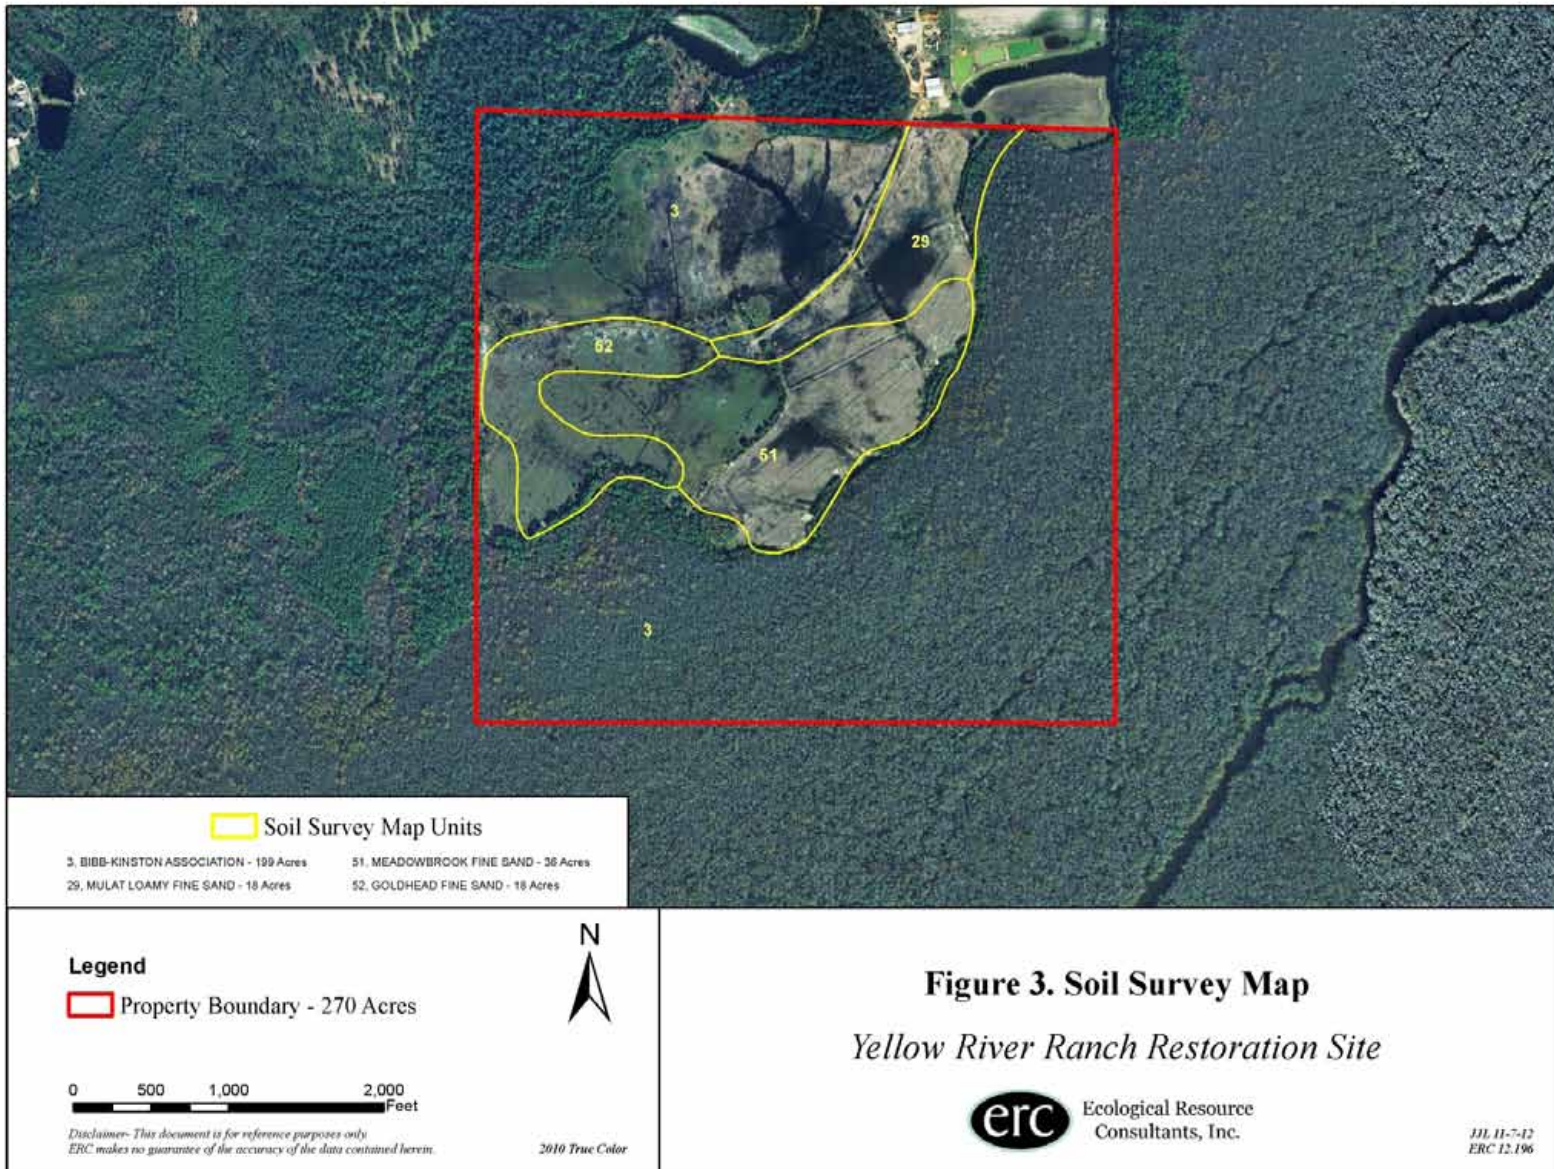 3
29
52
51
3
Soil Survey Map Units
3, BIBB-KINSTON ASSOCIATION - 199 Acres
51, MEADOWBROOK FINE SAND - 36 Acres
29, MULAT LOAMY FINE SAND - 18 Acres
52, GOLDHEAD FINE SAND - 18 Acres
Legend
Property Boundary - 270 Acres
N
0 500 1,000 2,000
Feet
Disclaimer- This document is for reference purposes only.
ERC makes no guarantee of the accuracy of the data contained herein.
2010 True Color
Figure 3. Soil Survey Map
Yellow River Ranch Restoration Site
erc
Ecological Resource
Consultants, Inc.
JJL 11-7-12
ERC 12.196